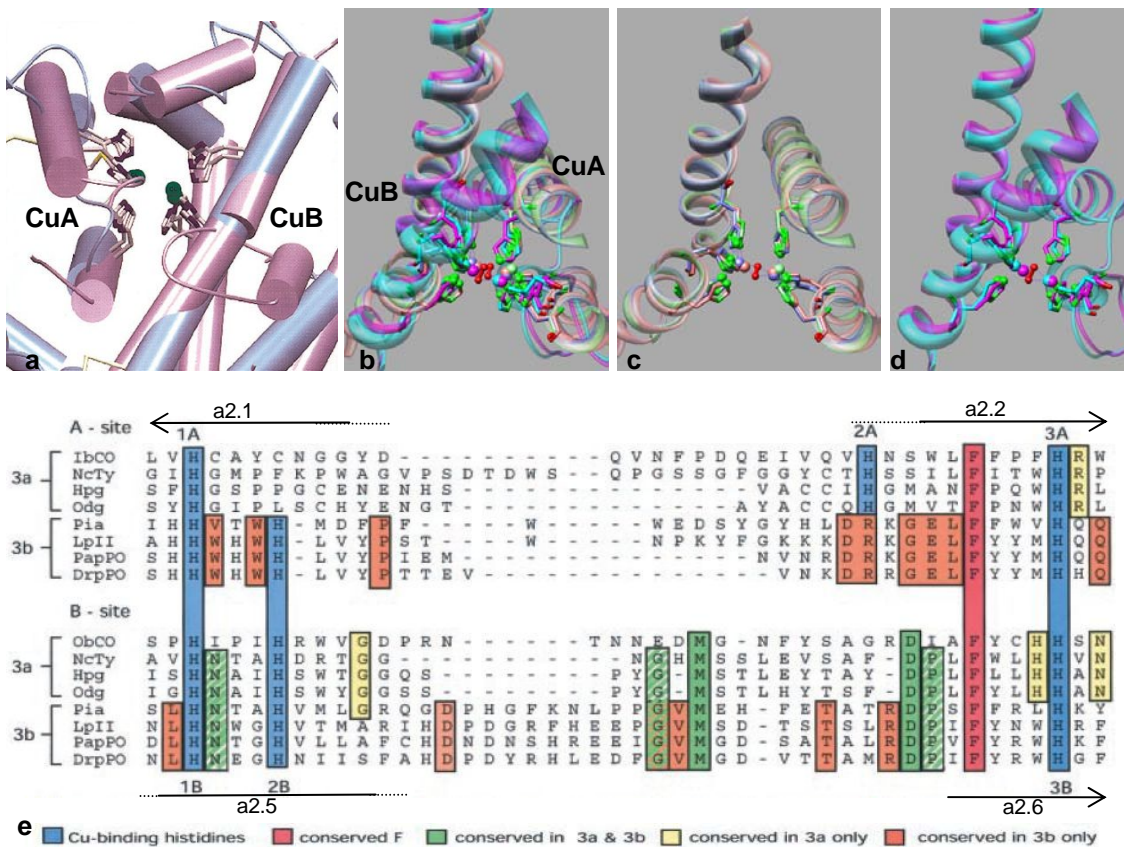 CuA
CuB
a
CuB
CuA
b
c
d
a2.1
a2.2
A - site
1A
2A
3A
3a
IbCO L V H C A Y C N G G Y D - - - - - - - - - - Q V N F P D Q E I V Q V H N S W L F F P F H R W
NcTy G I H G M P F K P W A G V P S D T D W S - - Q P G S S G F G G Y C T H S S I L F I T W H R P
Hpg S F H G S P P G C E N E N H S - - - - - - - - - - - - - - V A C C I H G M A N F P Q W H R L
Odg S Y H G I P L S C H Y E N G T - - - - - - - - - - - - - A Y A C C Q H G M V T F P N W H R L
3b
Pia I H H V T W H - M D F P F - - - - - W - - - - - W E D S Y G Y H L D R K G E L F F W V H Q Q
LpII A H H W H W H - L V Y P S T - - - - W - - - - - N P K Y F G K K K D R K G E L F Y Y M H Q Q
PapPO S H H W H W H - L V Y P I E M - - - - - - - - - - - - - - N V N R D R R G E L F Y Y M H Q Q
DrpPO S H H W H W H - L V Y P T T E V - - - - - - - - - - - - - - V N K D R R G E L F Y Y M H H Q
B - site
3a
ObCO S P H I P I H R W V G D P R N - - - - - - T N N E D M G - N F Y S A G R D I A F Y C H H S N
NcTy A V H N T A H D R T G G - - - - - - - - - - - N G H M S S L E V S A F - D P L F W L H H V N
Hpg I S H N A I H S W Y G G Q S - - - - - - - - P Y G - M S T L E Y T A Y - D P L F L L H H A N
Odg I G H N A I H S W Y G G S S - - - - - - - - P Y G - M S T L H Y T S F - D P L F Y L H H A N
3b
Pia S L H N T A H V M L G R Q G D P H G F K N L P P G V M E H - F E T A T R D P S F F R L H K Y
LpII N L H N W G H V T M A R I H D P D G R F H E N P G V M S D - T S T S L R D P I F Y N W H R F
PapPO D L H N T G H V L L A F C H D N D N S H R E E I G V M G D - S A T A L R D P V F Y R W H K F
DrpPO N L H N E G H N I I S F A H D P D Y R H L E D F G V M G D - V T T A M R D P I F Y R W H G F
1B
2B
3B
a2.5
a2.6
e
Cu-binding histidines
conserved F
conserved in 3a & 3b
conserved in 3a only
conserved in 3b only